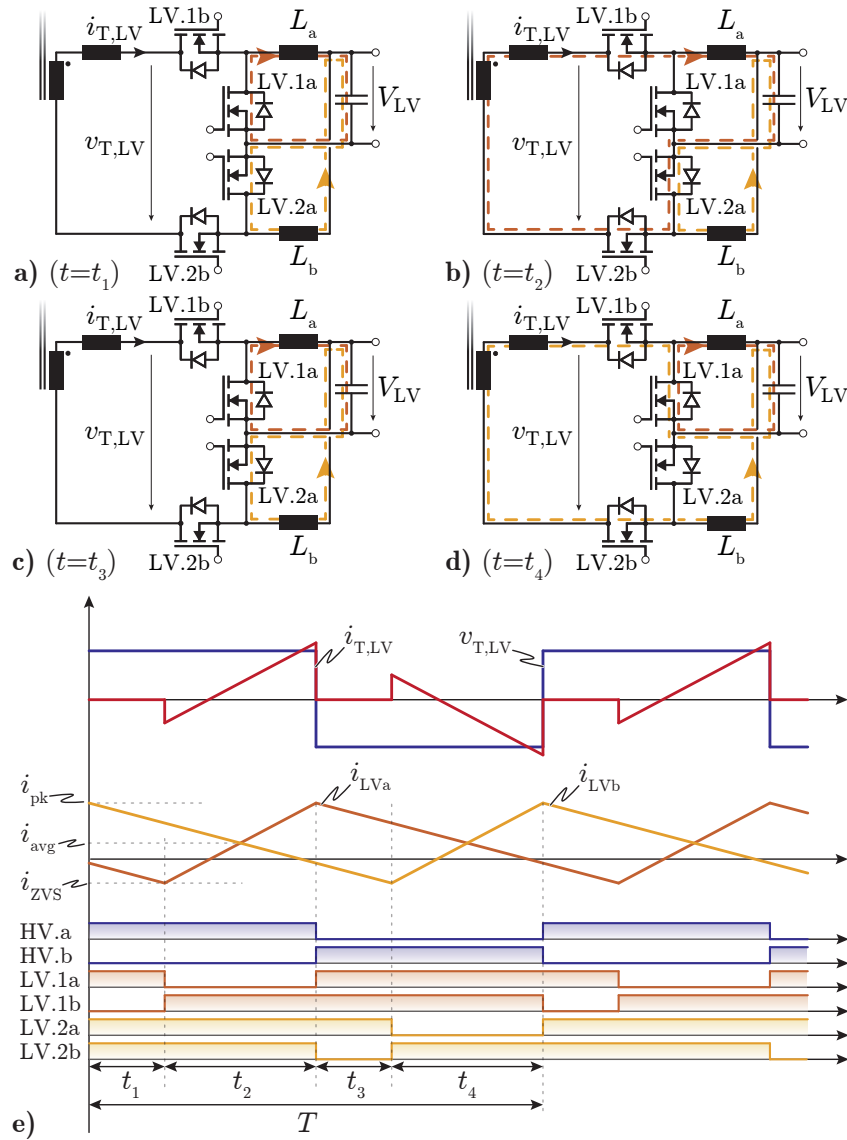 LV.1b
i_T,LV
L_a
LV.1a
V_LV
v_T,LV
LV.2a
L_b
LV.2b
a) (t=t_1)
LV.1b
i_T,LV
L_a
LV.1a
V_LV
v_T,LV
LV.2a
L_b
LV.2b
b) (t=t_2)
LV.1b
i_T,LV
L_a
LV.1a
V_LV
v_T,LV
LV.2a
L_b
LV.2b
c) (t=t_3)
LV.1b
i_T,LV
L_a
LV.1a
V_LV
v_T,LV
LV.2a
L_b
LV.2b
d) (t=t_4)
i_T,LV
v_T,LV
i_pk
i_LVa
i_LVb
i_avg
i_ZVS
HV.a
HV.b
LV.1a
LV.1b
LV.2a
LV.2b
t_1 t_2 t_3 t_4
T
e)